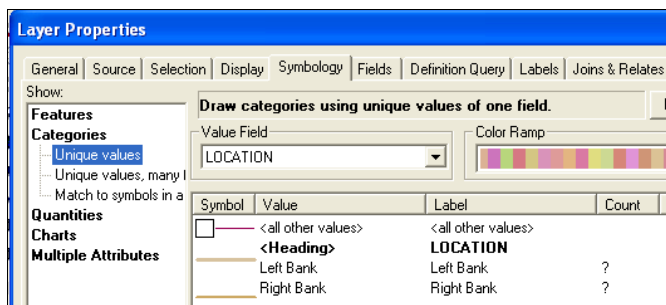 Layer Properties
General Source Selection Display Symbology Fields Definition Query Labels Joins & Relates
Show:
Features
Categories
Unique values
Unique values, many
Match to symbols in a
Quantities
Charts
Multiple Attributes
Draw categories using unique values of one field.
Value Field
LOCATION
Color Ramp
Symbol Value Label Count
<all other values> <all other values>
<Heading> LOCATION
Left Bank Left Bank ?
Right Bank Right Bank ?